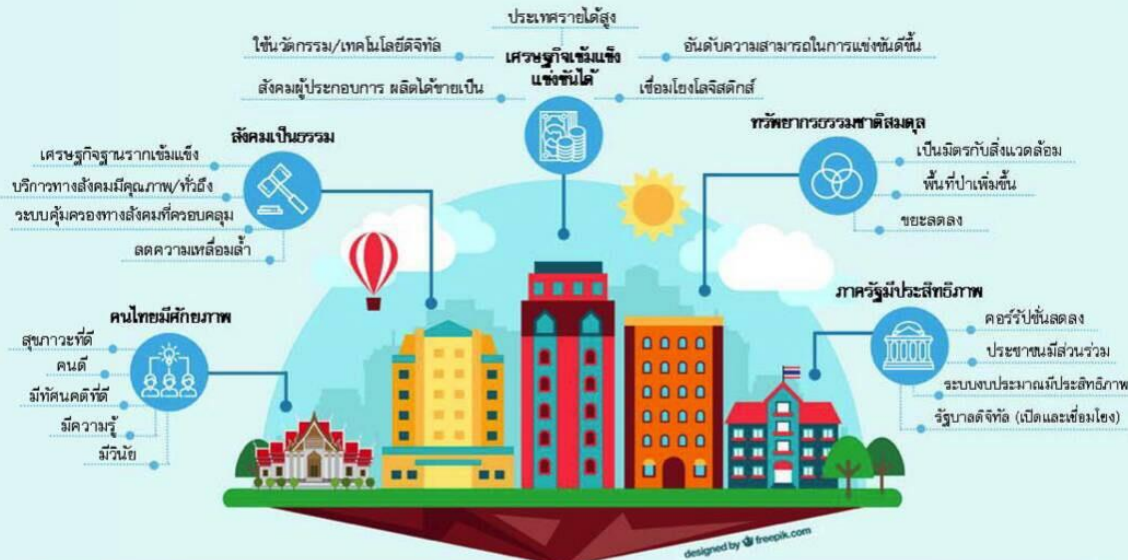 ประเทศรายได้สูง
ใช้นวัตกรรม/เทคโนโลยีดิจิทัล
เศรษฐกิจเข้มแข็ง
แข่งขันได้
อันดับความสามารถในการแข่งขันดีขึ้น
สังคมผู้ประกอบการ ผลิตได้ขายเป็น
เชื่อมโยงโลจิสติกส์
สังคมเป็นธรรม
เศรษฐกิจฐานรากเข้มแข็ง
บริการทางสังคมมีคุณภาพ/ทั่วถึง
ระบบคุ้มครองทางสังคมที่ครอบคลุม
ลดความเหลื่อมล้ำ
ทรัพยากรธรรมชาติสมดุล
เป็นมิตรกับสิ่งแวดล้อม
พื้นที่ป่าเพิ่มขึ้น
ขยะลดลง
คนไทยมีศักยภาพ
สุขภาวะที่ดี
คนดี
มีทัศนคติที่ดี
มีความรู้
มีวินัย
ภาครัฐมีประสิทธิภาพ
คอร์รัปชั่นลดลง
ประชาชนมีส่วนร่วม
ระบบงบประมาณมีประสิทธิภาพ
รัฐบาลดิจิทัล (เปิดและเชื่อมโยง)
designed by freepik.com